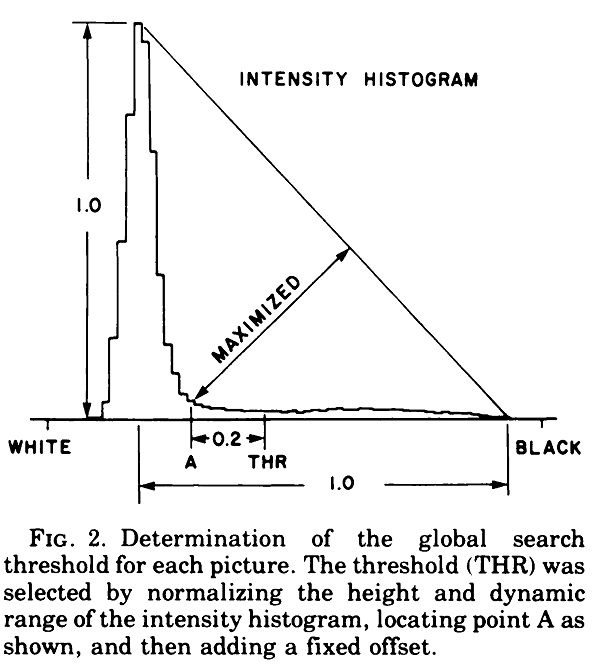 INTENSITY HISTOGRAM
1.0
MAXIMIZED
WHITE
0.2
BLACK
A
THR
1.0
FIG. 2. Determination of the global search
threshold for each picture. The threshold (THR) was
selected by normalizing the height and dynamic
range of the intensity histogram, locating point A as
shown, and then adding a fixed offset.